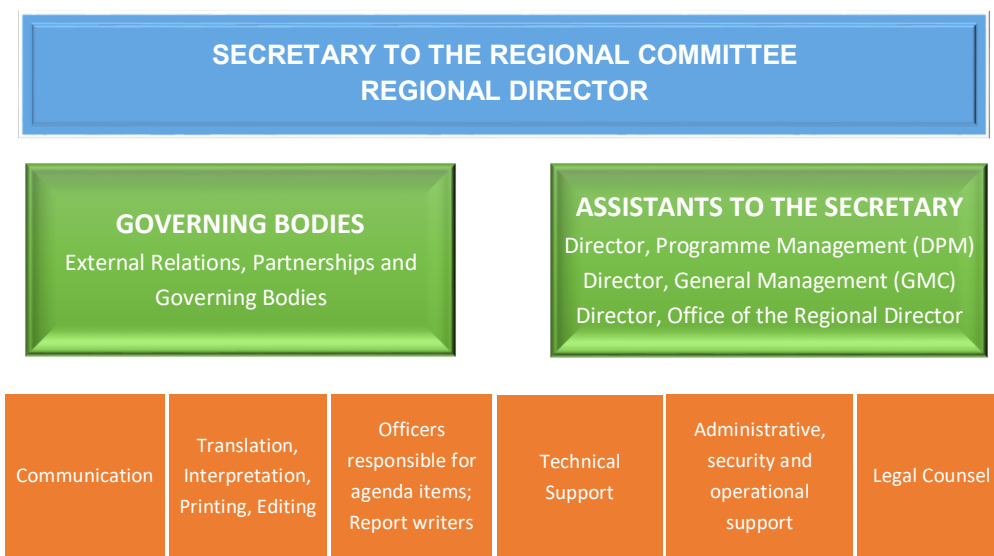 SECRETARY TO THE REGIONAL COMMITTEE
REGIONAL DIRECTOR
GOVERNING BODIES
External Relations, Partnerships and
Governing Bodies
ASSISTANTS TO THE SECRETARY
Director, Programme Management (DPM)
Director, General Management (GMC)
Director, Office of the Regional Director
Communication
Translation,
Interpretation,
Printing, Editing
Officers
responsible for
agenda items;
Report writers
Technical
Support
Administrative,
security and
operational
support
Legal Counsel